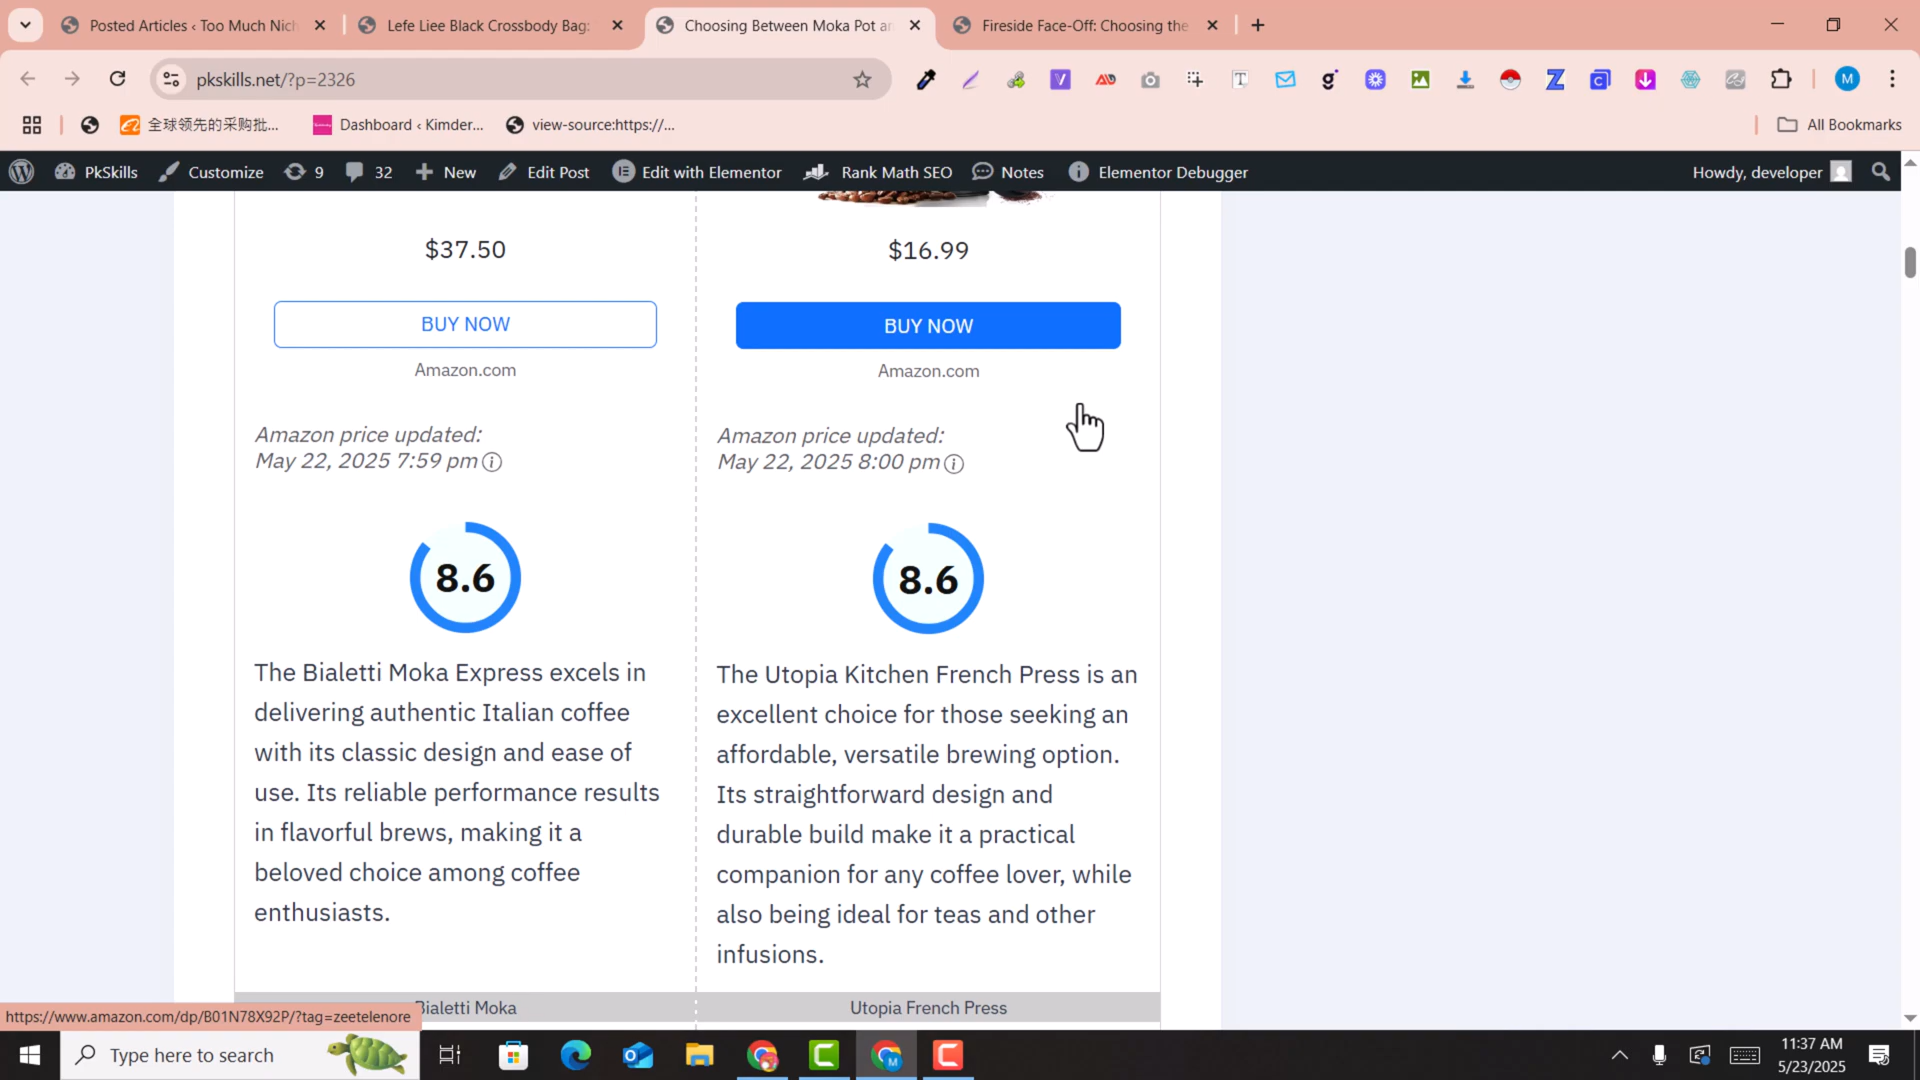 Posted Articles ‹ Too Much Nich
Lefe Liee Black Crossbody Bag:
Choosing Between Moka Pot an
Fireside Face-Off: Choosing the
pkskills.net/?p=2326
全球领先的采购批...
Dashboard ‹ Kimder...
view-source:https://...
All Bookmarks
PkSkills
Customize
9
32
New
Edit Post
Edit with Elementor
Rank Math SEO
Notes
Elementor Debugger
Howdy, developer
$37.50
BUY NOW
Amazon.com
Amazon price updated:
May 22, 2025 7:59 pm
8.6
The Bialetti Moka Express excels in
delivering authentic Italian coffee
with its classic design and ease of
use. Its reliable performance results
in flavorful brews, making it a
beloved choice among coffee
enthusiasts.
Bialetti Moka
$16.99
BUY NOW
Amazon.com
Amazon price updated:
May 22, 2025 8:00 pm
8.6
The Utopia Kitchen French Press is an
excellent choice for those seeking an
affordable, versatile brewing option.
Its straightforward design and
durable build make it a practical
companion for any coffee lover, while
also being ideal for teas and other
infusions.
Utopia French Press
https://www.amazon.com/dp/B01N78X92P/?tag=zeetelenore
Type here to search
11:37 AM
5/23/2025